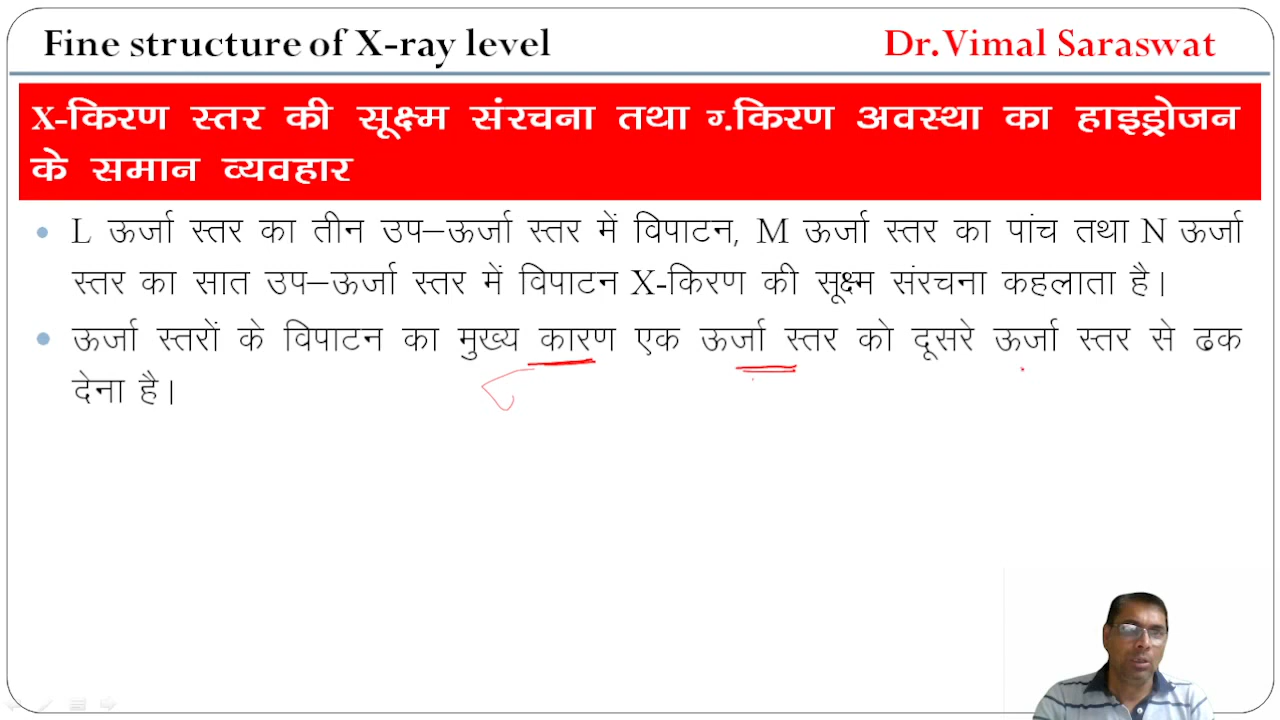 Fine structure of X-ray level Dr. Vimal Saraswat
X-किरण स्तर की सूक्ष्म संरचना तथा ग.किरण अवस्था का हाइड्रोजन
के समान व्यवहार
L ऊर्जा स्तर का तीन उप–ऊर्जा स्तर में विपाटन, M ऊर्जा स्तर का पांच तथा N ऊर्जा
स्तर का सात उप–ऊर्जा स्तर में विपाटन X-किरण की सूक्ष्म संरचना कहलाता है।
ऊर्जा स्तरों के विपाटन का मुख्य कारण एक ऊर्जा स्तर को दूसरे ऊर्जा स्तर से ढक
देना है।